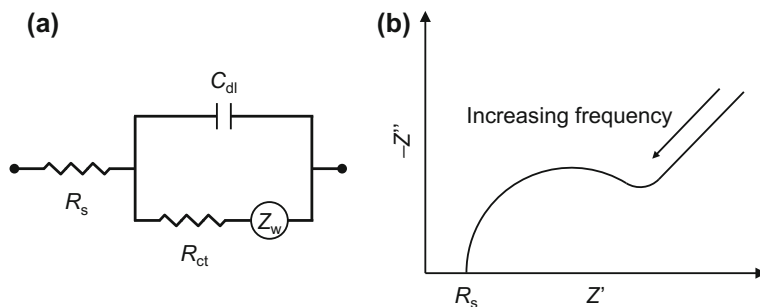 (a)
C_dl
R_s
R_ct
Z_w
(b)
Increasing frequency
–Z"
R_s
Z'